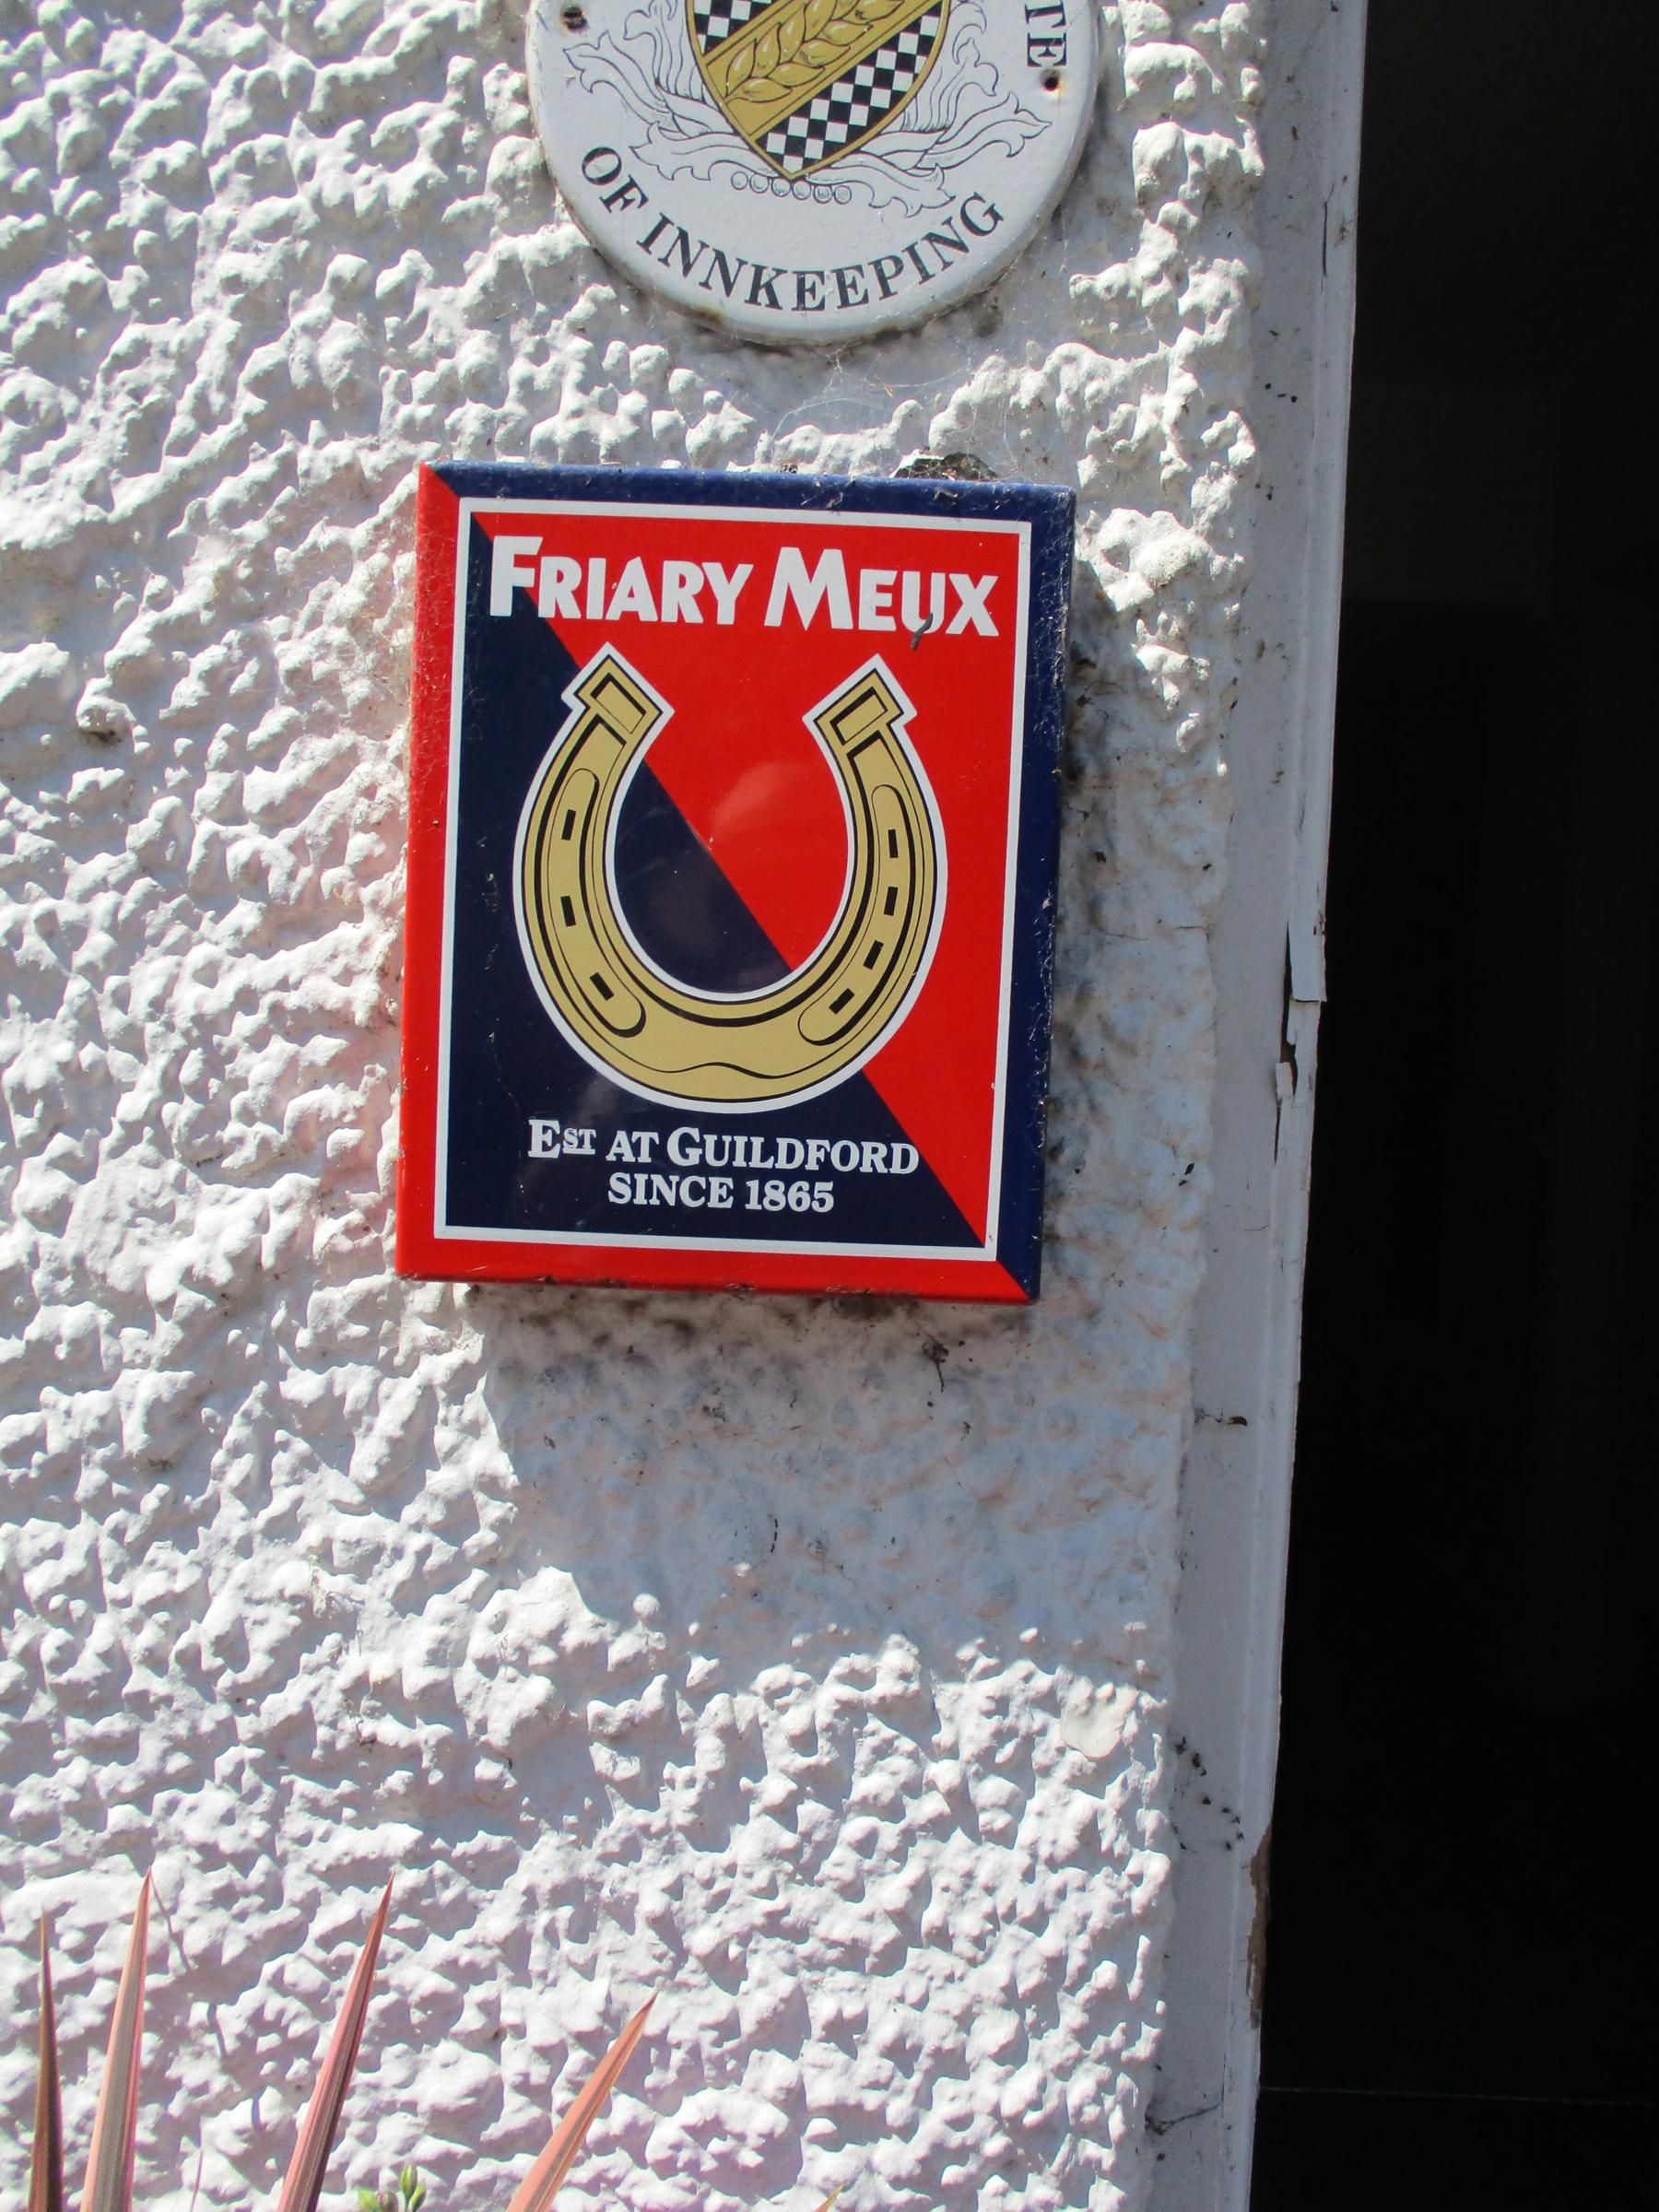 OF INNKEEPING
FRIARY MEUX
EST AT GUILDFORD
SINCE 1865